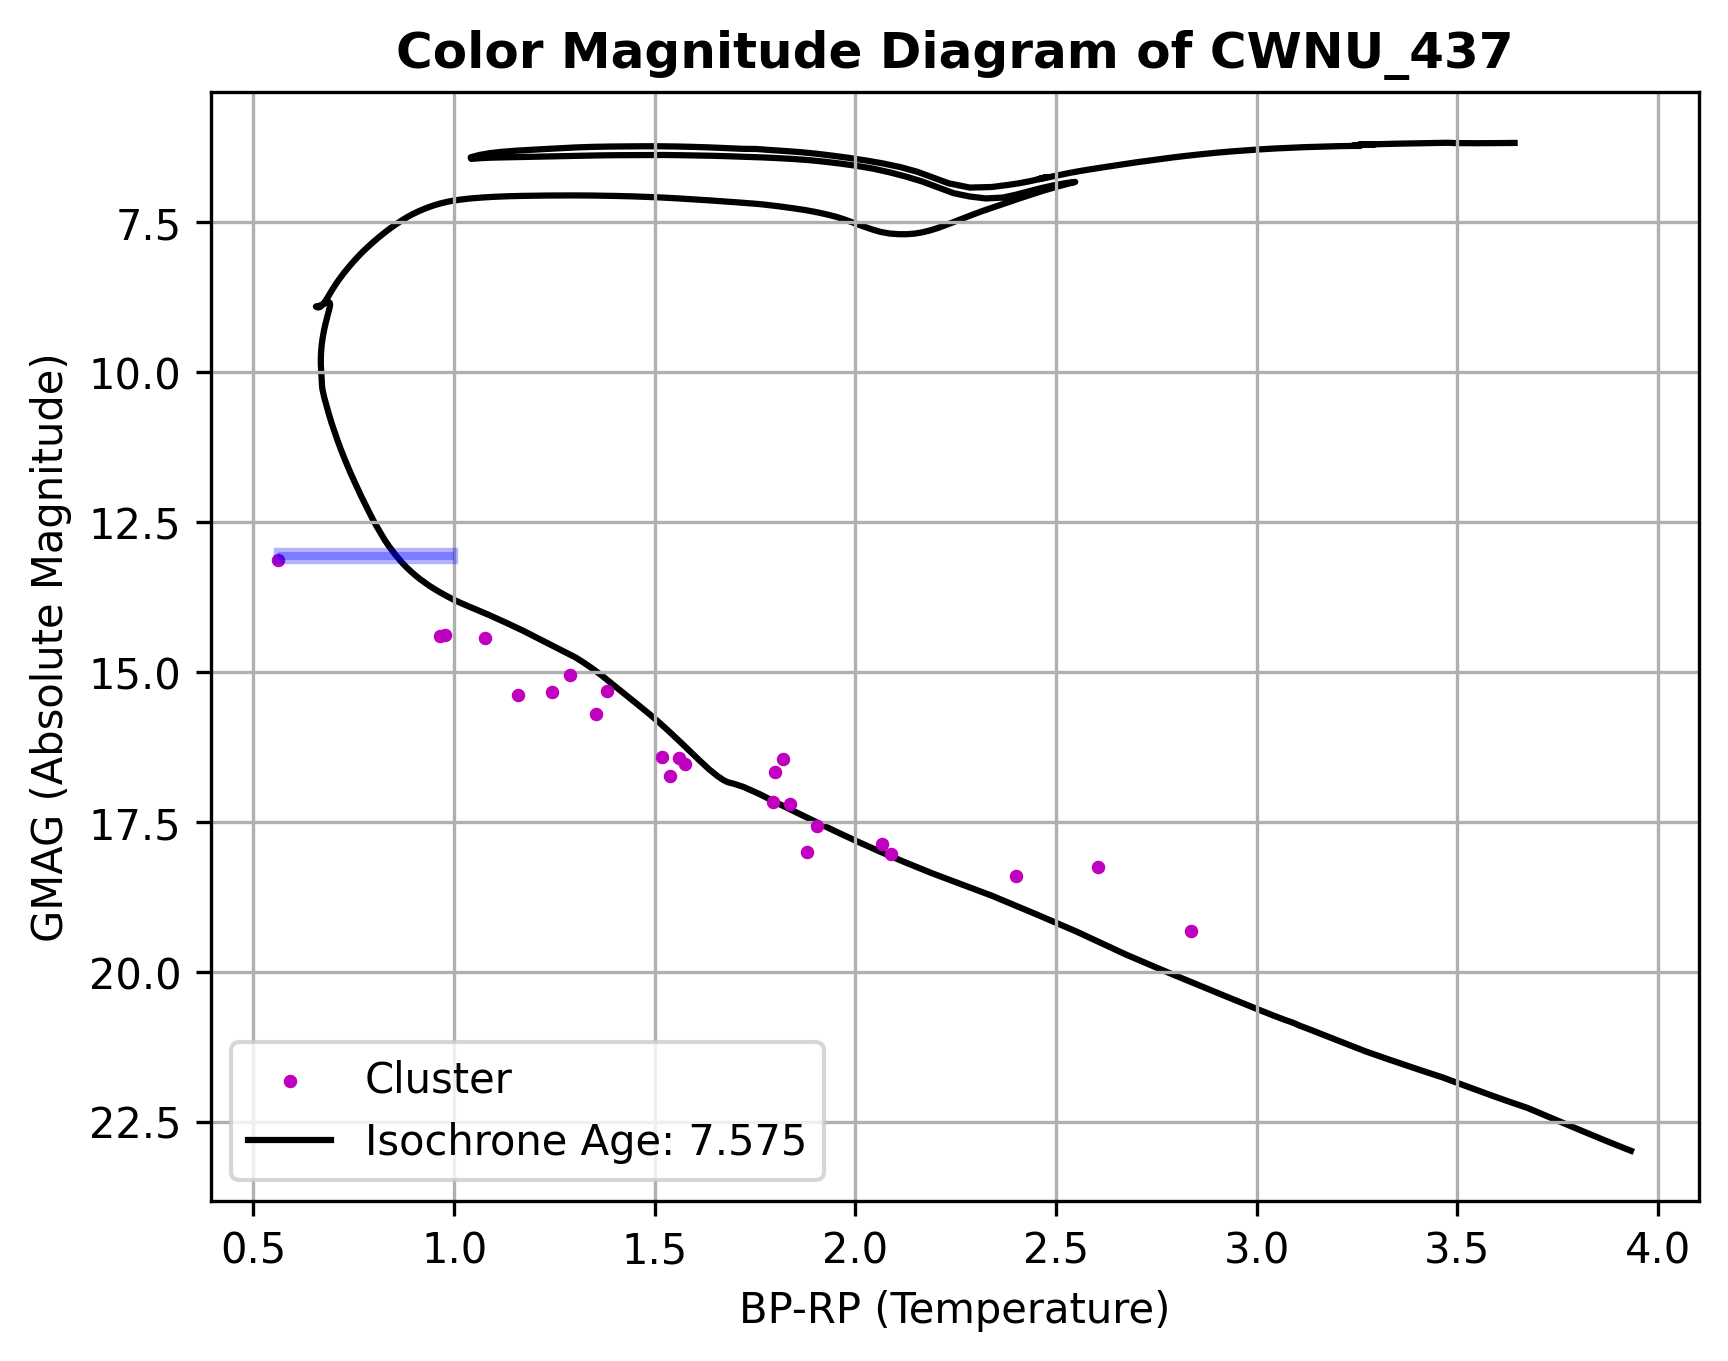 Color Magnitude Diagram of CWNU_437
GMAG (Absolute Magnitude)
7.5
10.0
12.5
15.0
17.5
20.0
22.5
Cluster
Isochrone Age: 7.575
0.5 1.0 1.5 2.0 2.5 3.0 3.5 4.0
BP-RP (Temperature)